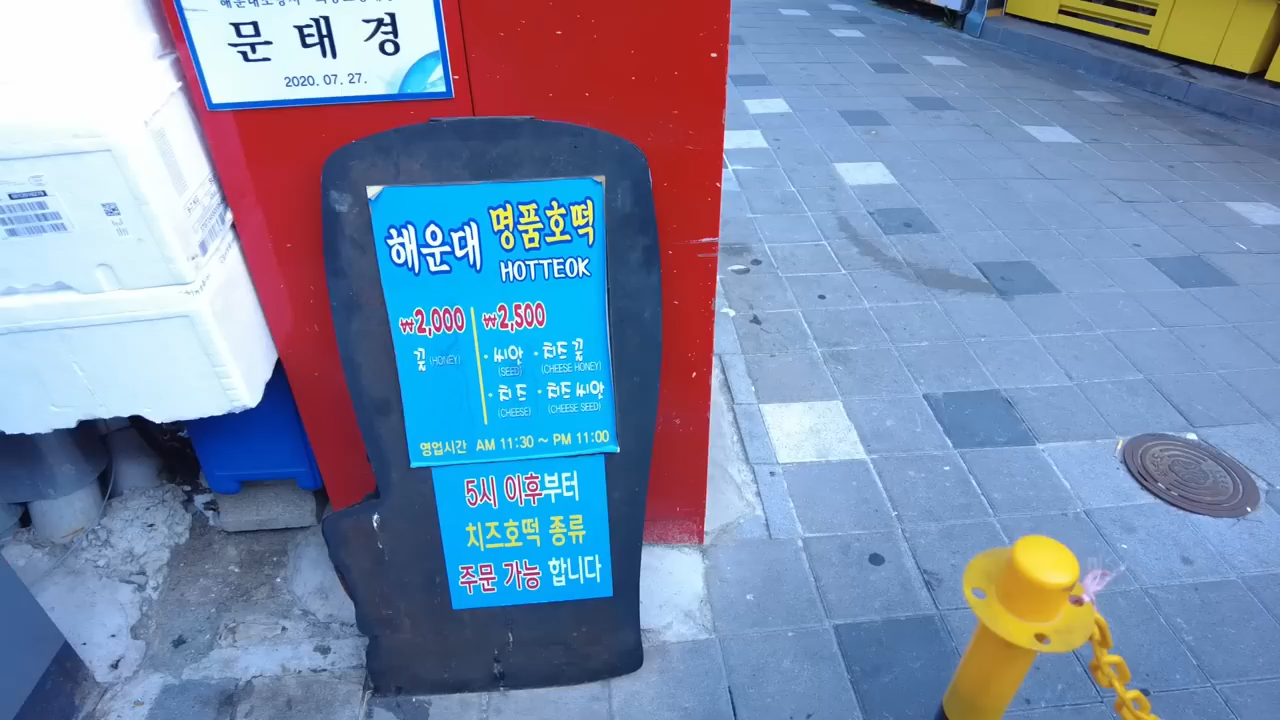 문태경
2020. 07. 27.
해운대 명품호떡
HOTTEOK
₩2,000 ₩2,500
꿀 (HONEY) · 씨앗 · 치즈 꿀
(SEED) (CHEESE HONEY)
· 치즈 · 치즈 씨앗
(CHEESE) (CHEESE SEED)
영업시간 AM 11:30 ~ PM 11:00
5시 이후부터
치즈호떡 종류
주문 가능 합니다